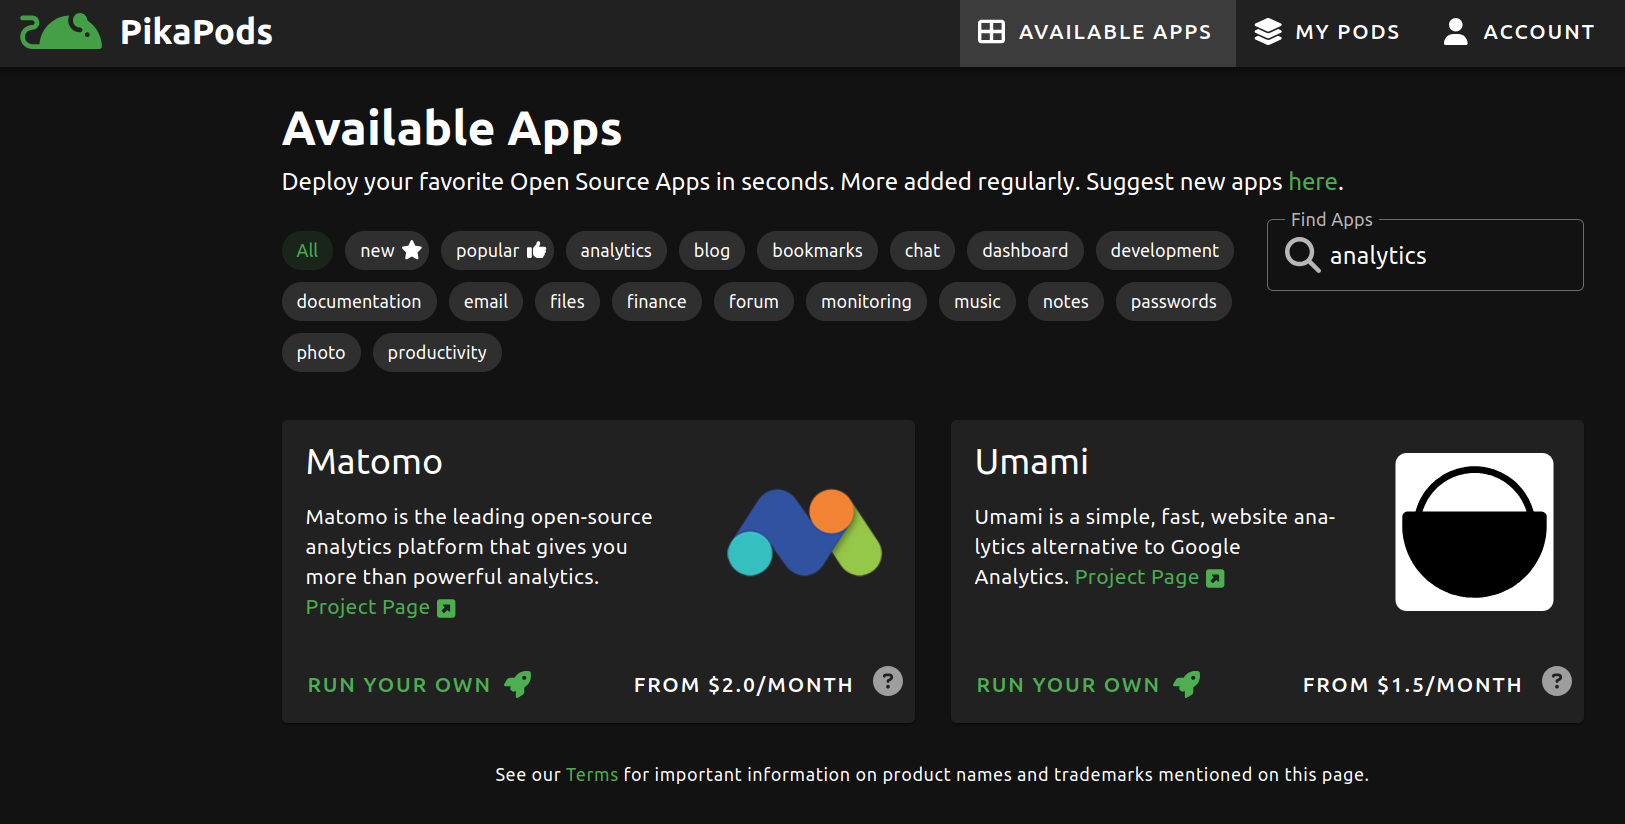 PikaPods
AVAILABLE APPS
MY PODS
ACCOUNT
Available Apps
Deploy your favorite Open Source Apps in seconds. More added regularly. Suggest new apps here.
Find Apps
analytics
All
new
popular
analytics
blog
bookmarks
chat
dashboard
development
documentation
email
files
finance
forum
monitoring
music
notes
passwords
photo
productivity
Matomo
Matomo is the leading open-source
analytics platform that gives you
more than powerful analytics.
Project Page
RUN YOUR OWN
FROM $2.0/MONTH
?
Umami
Umami is a simple, fast, website ana-
lytics alternative to Google
Analytics. Project Page
RUN YOUR OWN
FROM $1.5/MONTH
?
See our Terms for important information on product names and trademarks mentioned on this page.